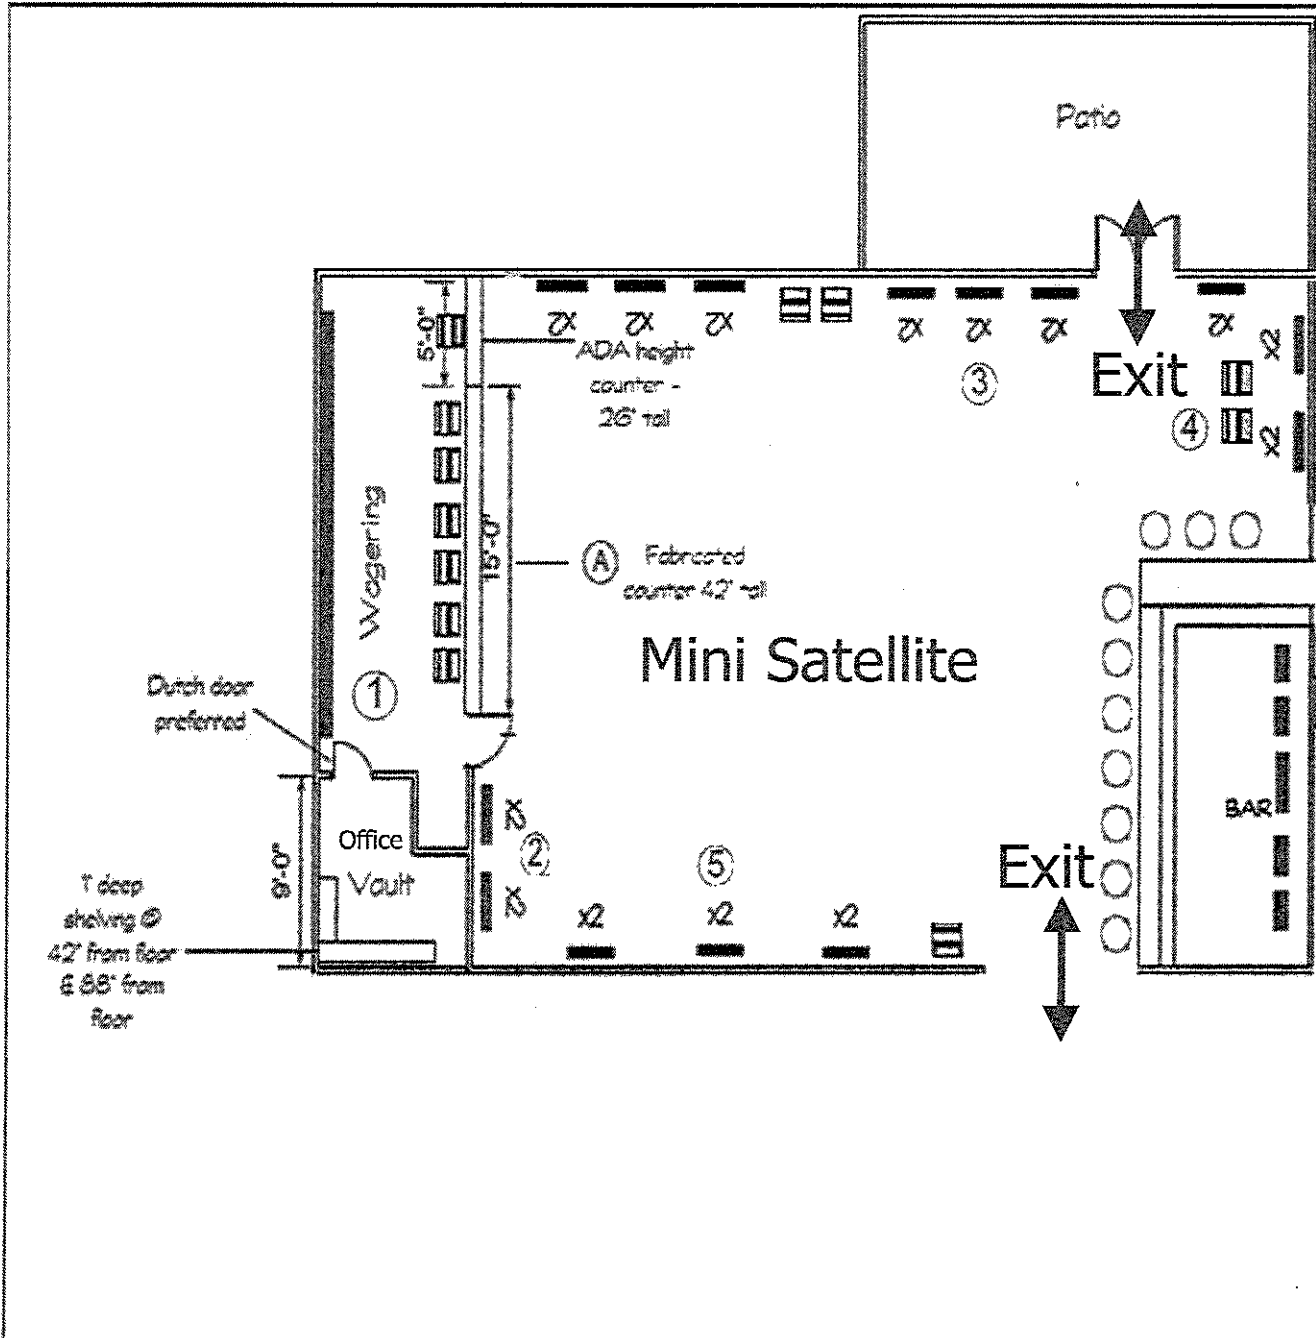 Patio
5'-0"
x2
x2
x2
x2
x2
x2
x2
x2
ADA height
counter -
26" tall
3
Exit
4
x2
Wagering
15'-0"
A
Fabricated
counter 42" tall
Mini Satellite
1
Dutch door
preferred
BAR
x2
Office
2
5
Exit
9'-0"
Vault
deep
shelving @
42" from floor
& 88" from
floor
x2
x2
x2
x2